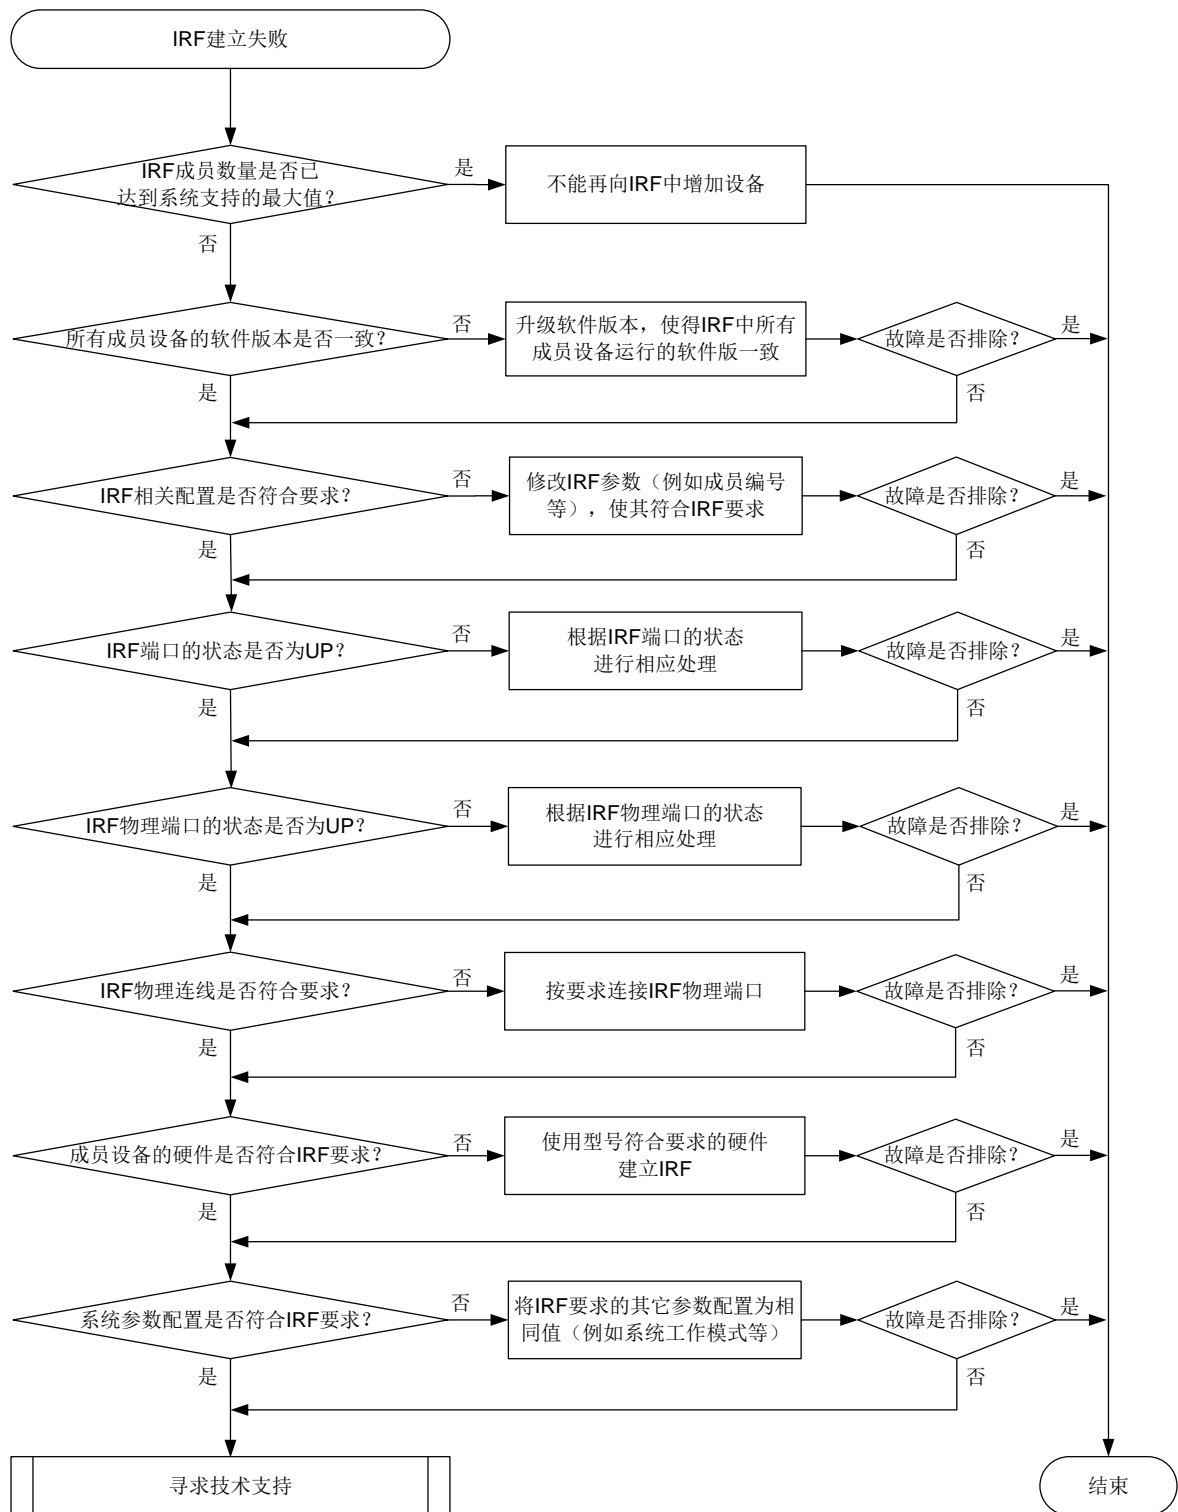 IRF建立失败
IRF成员数量是否已
达到系统支持的最大值?
是
不能再向IRF中增加设备
否
所有成员设备的软件版本是否一致?
否
升级软件版本,使得IRF中所有
成员设备运行的软件版一致
故障是否排除?
是
是
否
IRF相关配置是否符合要求?
否
修改IRF参数(例如成员编号
等),使其符合IRF要求
故障是否排除?
是
是
否
IRF端口的状态是否为UP?
否
根据IRF端口的状态
进行相应处理
故障是否排除?
是
是
否
IRF物理端口的状态是否为UP?
否
根据IRF物理端口的状态
进行相应处理
故障是否排除?
是
是
否
IRF物理连线是否符合要求?
否
按要求连接IRF物理端口
故障是否排除?
是
是
否
成员设备的硬件是否符合IRF要求?
否
使用型号符合要求的硬件
建立IRF
故障是否排除?
是
是
否
系统参数配置是否符合IRF要求?
否
将IRF要求的其它参数配置为相
同值(例如系统工作模式等)
故障是否排除?
是
是
否
寻求技术支持
结束